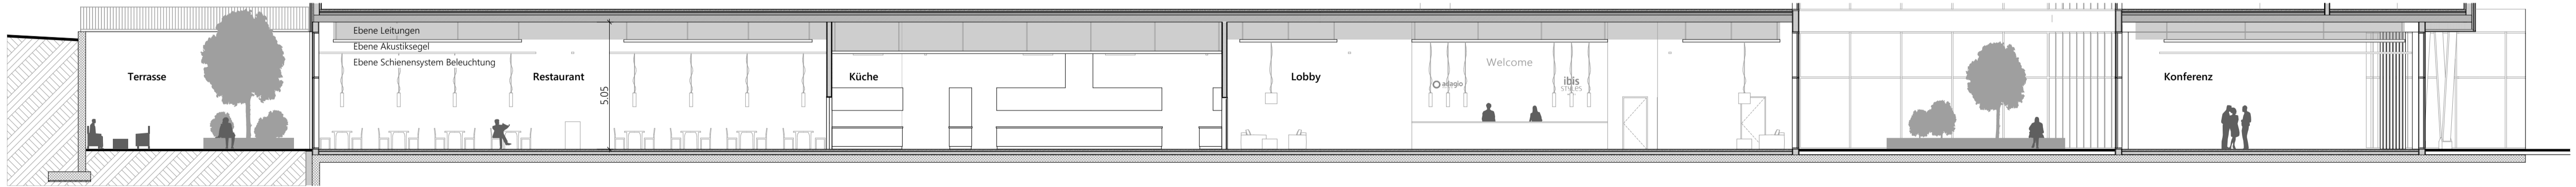 Terrasse
Ebene Leitungen
Ebene Akustiksegel
Ebene Schienensystem Beleuchtung
Restaurant
5.05
Küche
Lobby
Welcome
adagio
ibis
STYLES
Konferenz